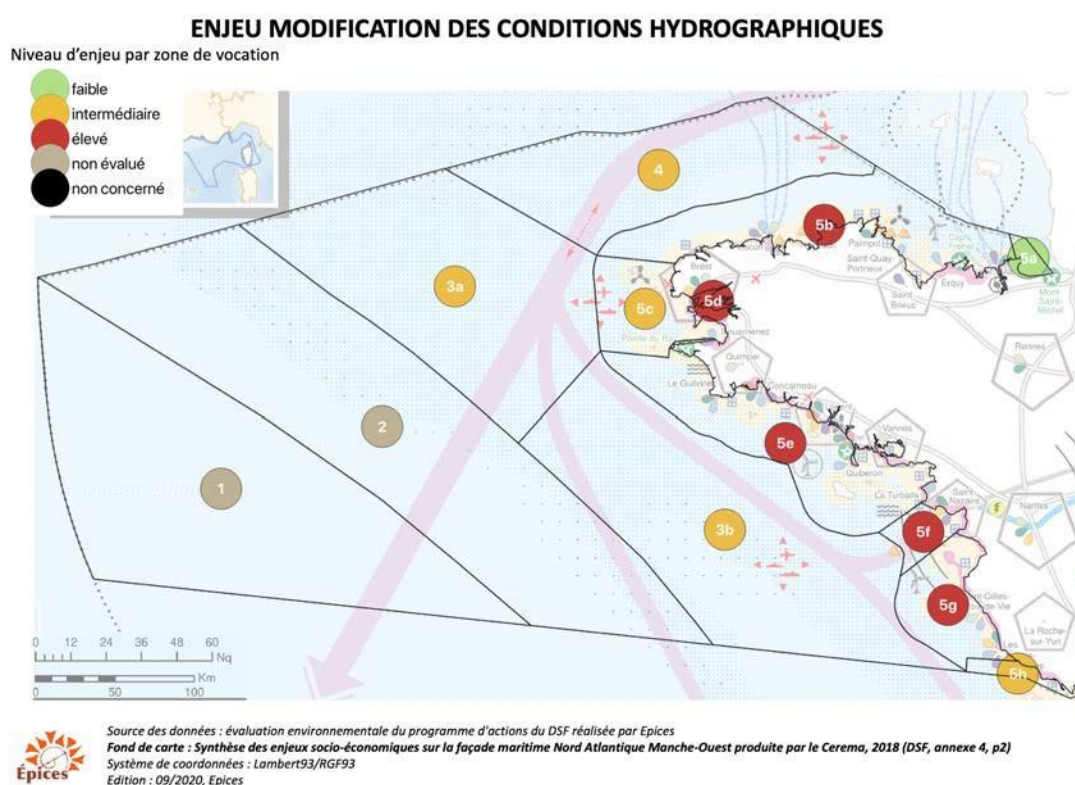 ENJEU MODIFICATION DES CONDITIONS HYDROGRAPHIQUES
Niveau d'enjeu par zone de vocation
faible
intermédiaire
élevé
non évalué
non concerné
4
5b
Paimpol
Saint-Quay-
Portrieux
5a
Erquy
Mont
Saint-
Michel
Saint
Brieuc
Brest
3a
5c
5d
Douarnenez
Pointe du Raz
Rennes
Quimper
Le Guilvinec
Concarneau
2
Vannes
5e
Quiberon
1
La Turballe
Saint
Nazaire
Nantes
3b
5f
5g
Saint-Gilles-
Croix-de-Vie
La Roche-
sur-Yon
Les
5h
0 12 24 36 48 60
Nq
Km
0 50 100
Source des données : évaluation environnementale du programme d'actions du DSF réalisée par Epices
Fond de carte : Synthèse des enjeux socio-économiques sur la façade maritime Nord Atlantique Manche-Ouest produite par le Cerema, 2018 (DSF, annexe 4, p2)
Système de coordonnées : Lambert93/RGF93
Edition : 09/2020, Epices
Épices